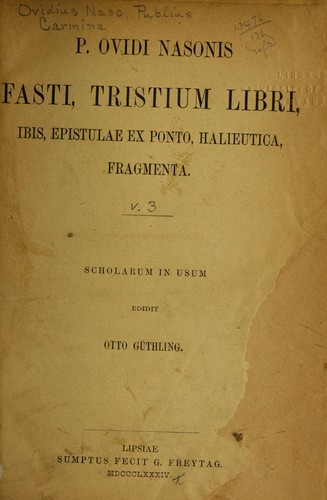 Ovidius Naso, Publius
Carmina
P. OVIDI NASONIS
FASTI, TRISTIUM LIBRI,
IBIS, EPISTULAE EX PONTO, HALIEUTICA,
FRAGMENTA.
v. 3
SCHOLARUM IN USUM
EDIDIT
OTTO GÜTHLING.
LIPSIAE
SUMPTUS FECIT G. FREYTAG.
MDCCCLXXXIV.